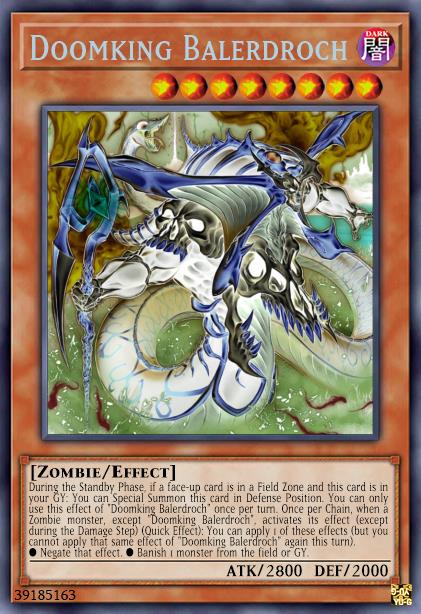 Doomking Balerdroch
DARK
闇
[Zombie/Effect]
During the Standby Phase, if a face-up card is in a Field Zone and this card is in
your GY: You can Special Summon this card in Defense Position. You can only
use this effect of "Doomking Balerdroch" once per turn. Once per Chain, when a
Zombie monster, except "Doomking Balerdroch", activates its effect (except
during the Damage Step) (Quick Effect): You can apply 1 of these effects (but you
cannot apply that same effect of "Doomking Balerdroch" again this turn).
● Negate that effect. ● Banish 1 monster from the field or GY.
ATK/2800 DEF/2000
39185163